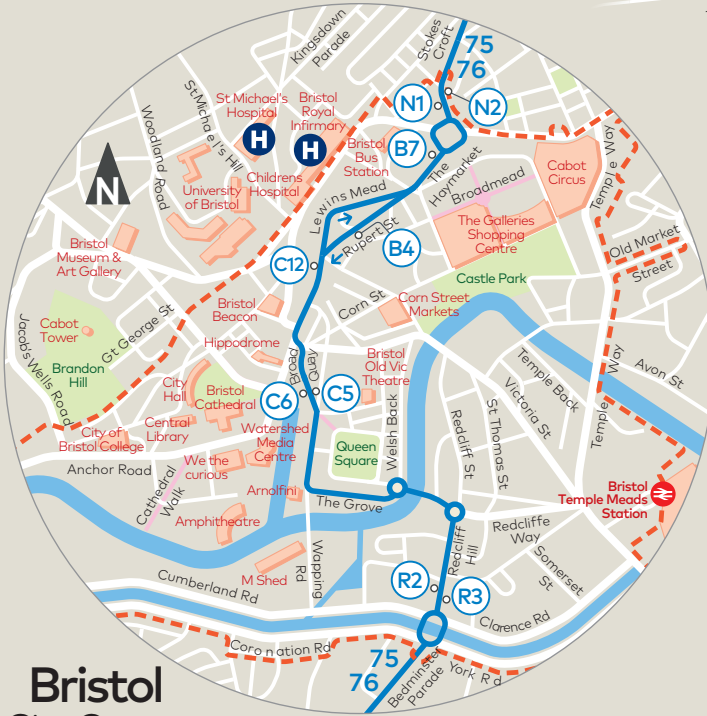 Kingsdown
Parade
Stokes
Croft
75
76
St Michael's
Hospital
Bristol
Royal
Infirmary
N1
N2
St Michael's Hill
Woodland
Road
H
H
Bristol
Bus
Station
B7
The
Haymarket
Cabot
Circus
Temple Way
N
University
of Bristol
Childrens
Hospital
Lewins Mead
Broadmead
The Galleries
Shopping
Centre
Rupert St
B4
Old Market
Street
Bristol
Museum &
Art Gallery
C12
Castle Park
Corn St
Corn Street
Markets
Bristol
Beacon
Gt George St
Cabot
Tower
Jacob's Wells Road
Hippodrome
Brandon
Hill
Broad
Quay
Bristol
Old Vic
Theatre
Temple Back
Victoria St
Temple
Way
Avon St
City
Hall
Bristol
Cathedral
C6
C5
Welsh Back
Redcliff St
St Thomas St
City of
Bristol College
Central
Library
Watershed
Media
Centre
Queen
Square
Anchor Road
Cathedral
Walk
We the
curious
Arnolfini
The Grove
Bristol
Temple Meads
Station
Amphitheatre
Redcliffe
Way
Redcliff
Hill
M Shed
Wapping
Rd
Somerset
St
Cumberland Rd
R2
R3
Clarence Rd
Coronation Rd
75
76
Bedminster
Parade
York Rd
Bristol